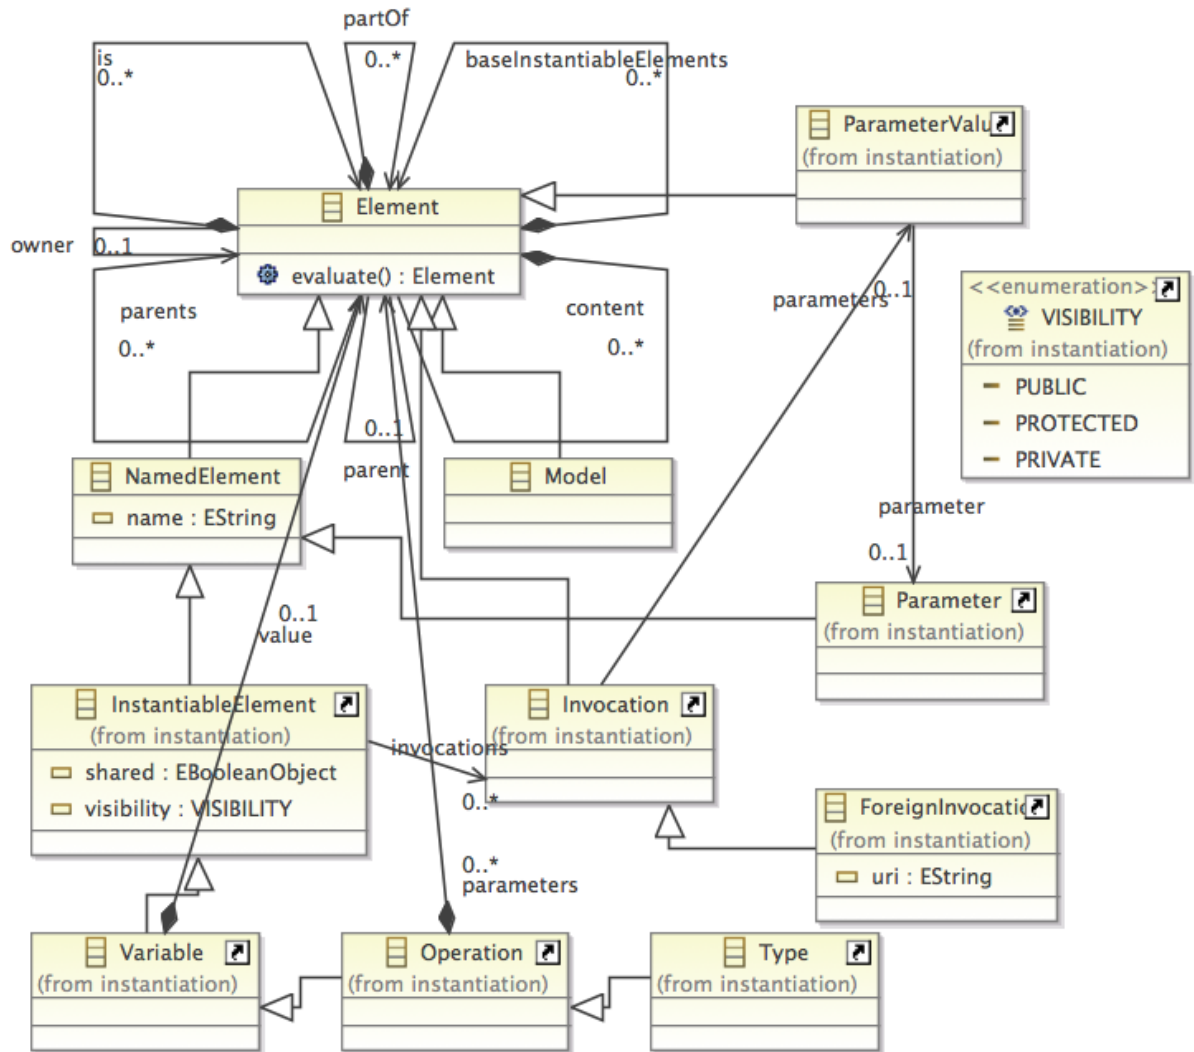 partOf
0..*
is
0..*
baseInstantiableElements
0..*
ParameterValu
(from instantiation)
Element
evaluate() : Element
owner
0..1
parents
0..*
content
0..*
parameters
0..1
<<enumeration>>
VISIBILITY
(from instantiation)
PUBLIC
PROTECTED
PRIVATE
0..1
parent
NamedElement
name : EString
Model
parameter
0..1
Parameter
(from instantiation)
0..1
value
InstantiableElement
(from instantiation)
shared : EBooleanObject
visibility : VISIBILITY
invocations
0..*
Invocation
(from instantiation)
ForeignInvocatio
(from instantiation)
uri : EString
0..*
parameters
Variable
(from instantiation)
Operation
(from instantiation)
Type
(from instantiation)